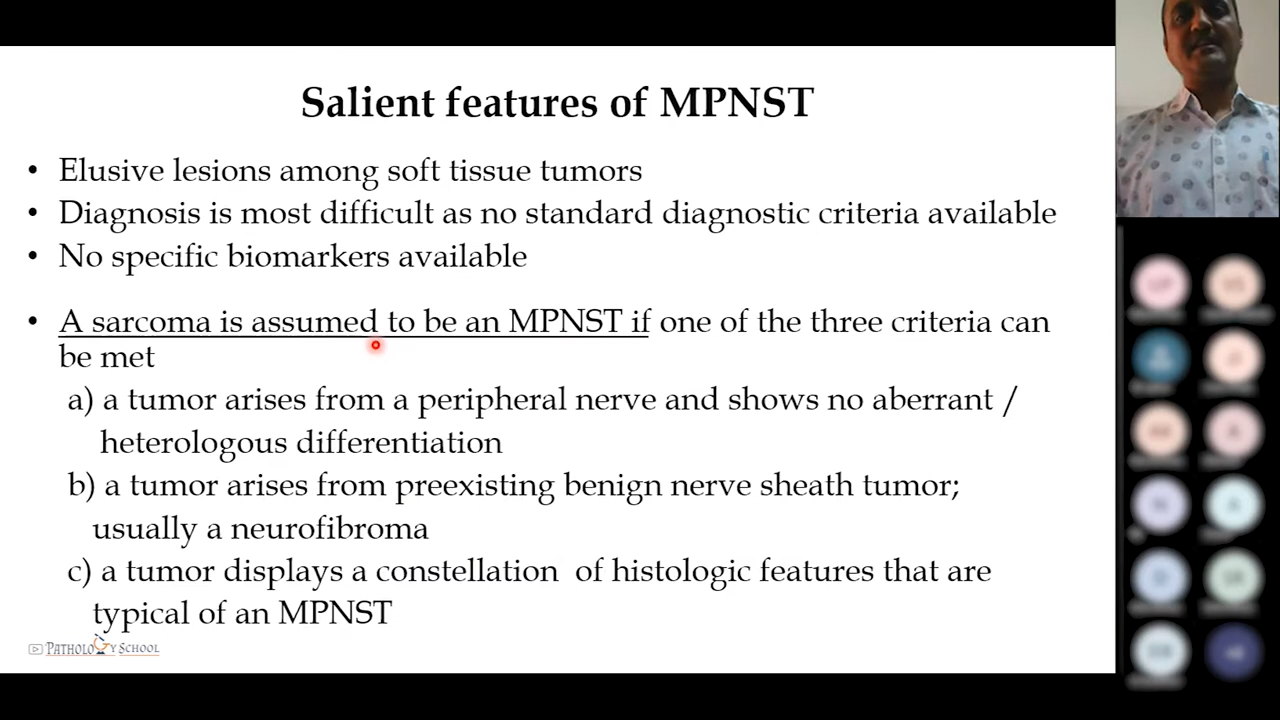 Salient features of MPNST
• Elusive lesions among soft tissue tumors
• Diagnosis is most difficult as no standard diagnostic criteria available
• No specific biomarkers available
• A sarcoma is assumed to be an MPNST if one of the three criteria can
be met
a) a tumor arises from a peripheral nerve and shows no aberrant /
heterologous differentiation
b) a tumor arises from preexisting benign nerve sheath tumor;
usually a neurofibroma
c) a tumor displays a constellation of histologic features that are
typical of an MPNST
PATHOLOGY SCHOOL